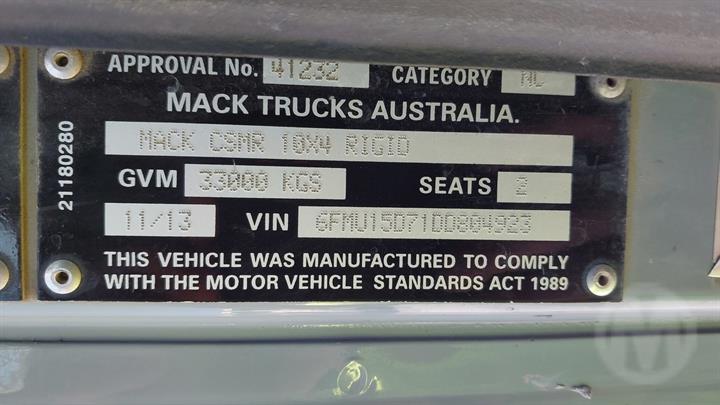 APPROVAL No. 41232 CATEGORY NC
MACK TRUCKS AUSTRALIA.
MACK CSMR 10X4 RIGID
GVM 33000 KGS SEATS 2
11/13 VIN 6FMU15D71DD804923
THIS VEHICLE WAS MANUFACTURED TO COMPLY
WITH THE MOTOR VEHICLE STANDARDS ACT 1989
21180280
M